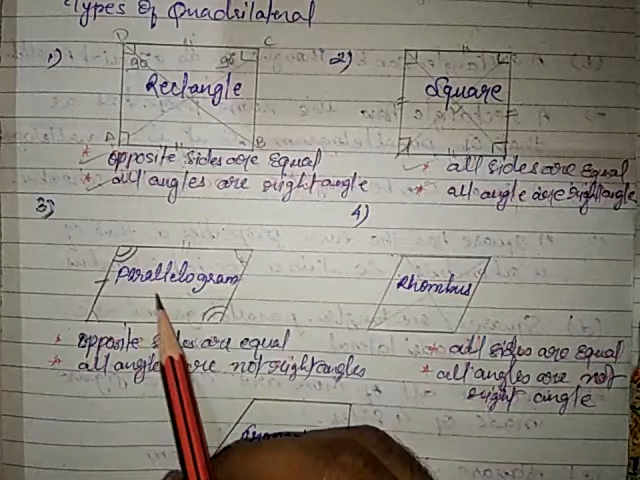 Types Of Quadrilateral
1)
D C
90° 90°
Rectangle
A B
* opposite sides are equal
* all angles are right angle
2)
Square
* all sides are equal
* all angle are right angle
3)
Parallelogram
* opposite sides are equal
* all angles are not right angles
4)
Rhombus
* all sides are equal
* all angles are not
right angle